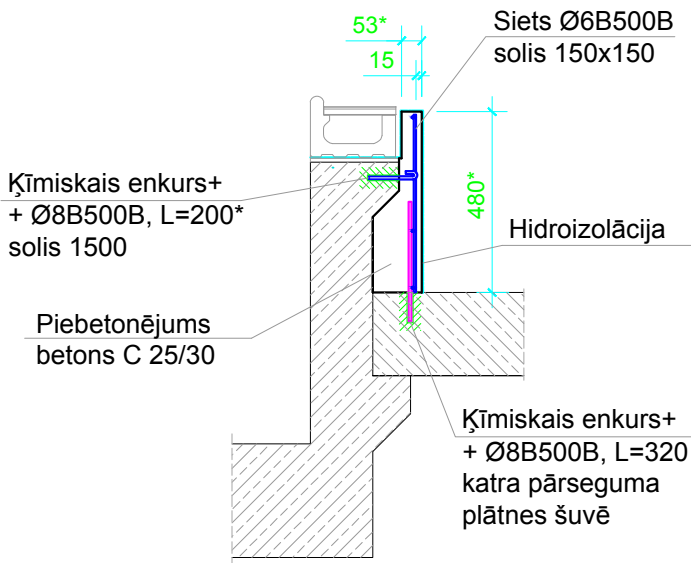 53*
15
Siets Ø6B500B
solis 150x150
Ķīmiskais enkurs+
+ Ø8B500B, L=200*
solis 1500
480*
Hidroizolācija
Piebetonējums
betons C 25/30
Ķīmiskais enkurs+
+ Ø8B500B, L=320
katra pārseguma
plātnes šuvē